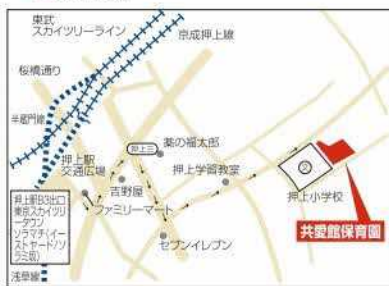 東武
スカイツリーライン
京成押上線
桜橋通り
半蔵門線
押上三
薬の福太郎
押上駅
交通広場
押上学習教室
吉野屋
押上小学校
ファミリーマート
押上駅B3出口
東京スカイツリ
ータウン
ソラマチ(イー
ストヤード/ソ
ラミ坂)
共愛館保育園
セブンイレブン
浅草線